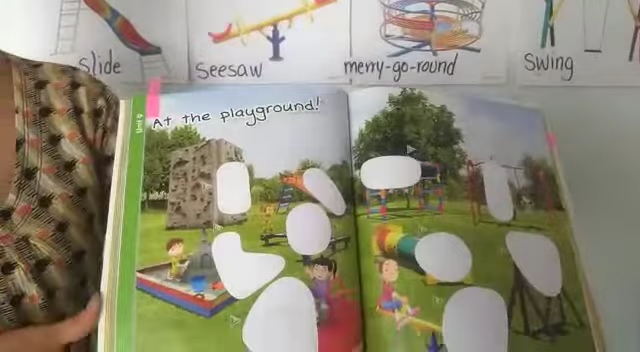 slide
seesaw
merry-go-round
swing
At the playground!